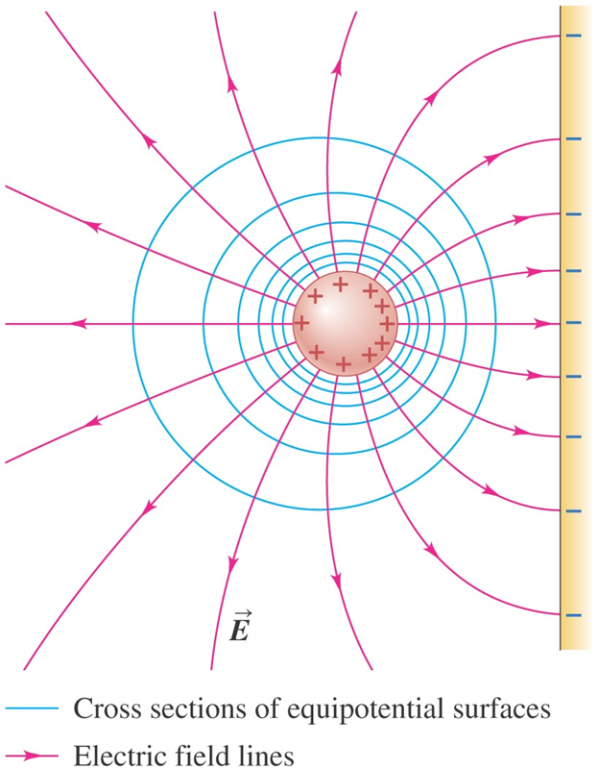 E
Cross sections of equipotential surfaces
Electric field lines